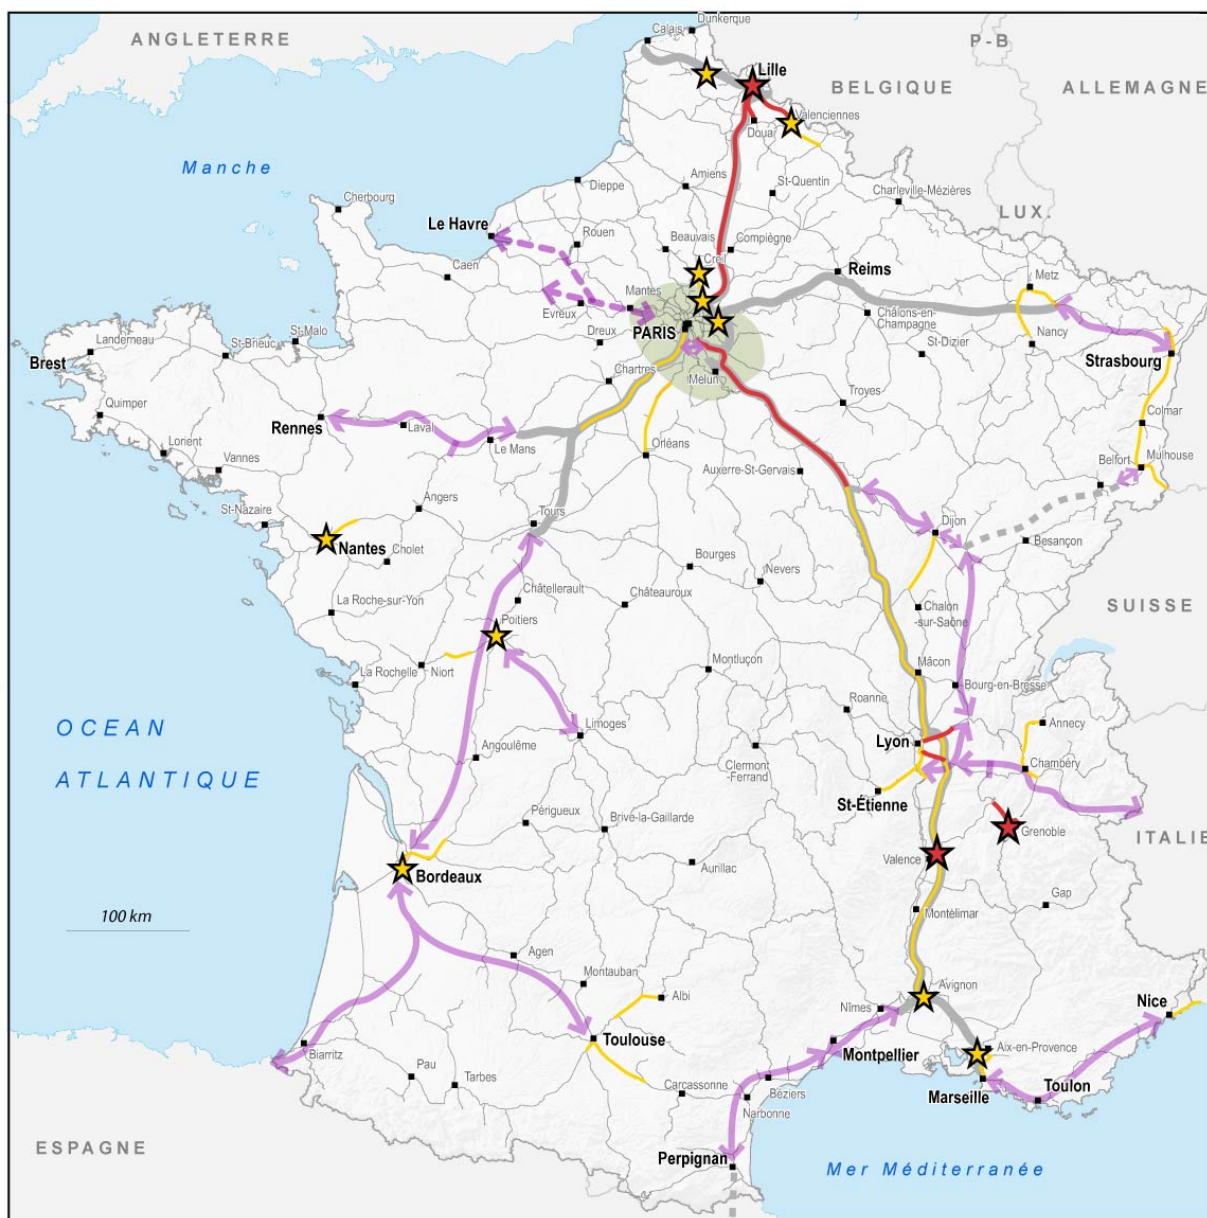 Dunkerque
Calais
ANGLETERRE
P-B
Lille
BELGIQUE
ALLEMAGNE
Valenciennes
Douai
Manche
Amiens
St-Quentin
Dieppe
Charleville-Mézières
Cherbourg
LUX.
Le Havre
Rouen
Beauvais
Compiègne
Creil
Reims
Metz
Caen
Mantes
Evreux
Châlons-en-
Champagne
PARIS
Nancy
Dreux
St-Malo
St-Dizier
Strasbourg
Landerneau
St-Brieuc
Brest
Chartres
Melun
Troyes
Quimper
Rennes
Laval
Colmar
Lorient
Le Mans
Orléans
Vannes
Auxerre-St-Gervais
Belfort
Mulhouse
Angers
St-Nazaire
Tours
Dijon
Nantes
Cholet
Besançon
Bourges
Nevers
Châtellerault
Châteauroux
La Roche-sur-Yon
Chalon
-sur-Saône
SUISSE
Poitiers
La Rochelle
Niort
Montluçon
Mâcon
Bourg-en-Bresse
Roanne
OCEAN
ATLANTIQUE
Limoges
Annecy
Lyon
Angoulême
Clermont
-Ferrand
Chambéry
St-Étienne
Périgueux
Brive-la-Gaillarde
Grenoble
ITALIE
Valence
Bordeaux
Aurillac
100 km
Gap
Montélimar
Agen
Montauban
Avignon
Albi
Nîmes
Nice
Toulouse
Biarritz
Montpellier
Aix-en-Provence
Pau
Tarbes
Carcassonne
Béziers
Marseille
Toulon
Narbonne
ESPAGNE
Perpignan
Mer Méditerranée